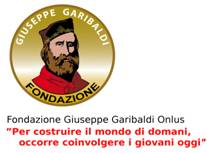 GIUSEPPE GARIBALDI
FONDAZIONE
Fondazione Giuseppe Garibaldi Onlus
"Per costruire il mondo di domani,
occorre coinvolgere i giovani oggi"